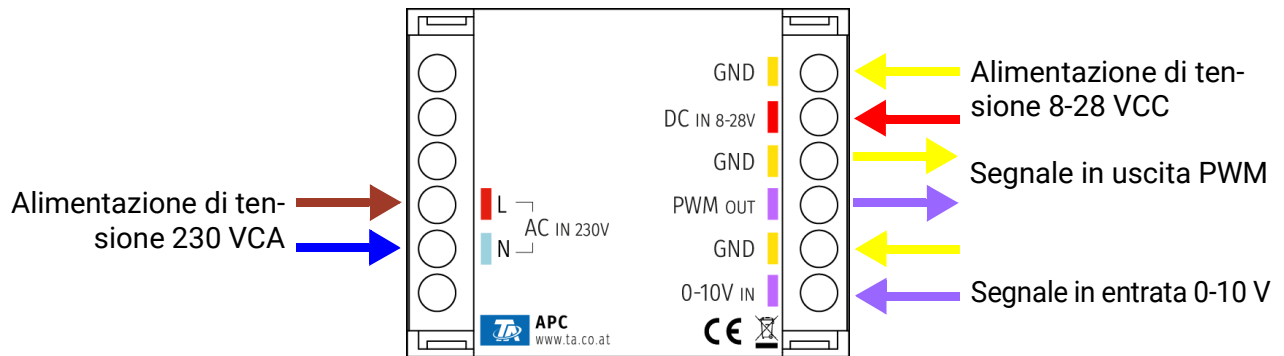 GND
Alimentazione di ten-
sione 8-28 VCC
DC IN 8-28V
GND
Segnale in uscita PWM
Alimentazione di ten-
sione 230 VCA
L
AC IN 230V
N
PWM OUT
GND
0-10V IN
Segnale in entrata 0-10 V
TA
APC
www.ta.co.at
CE